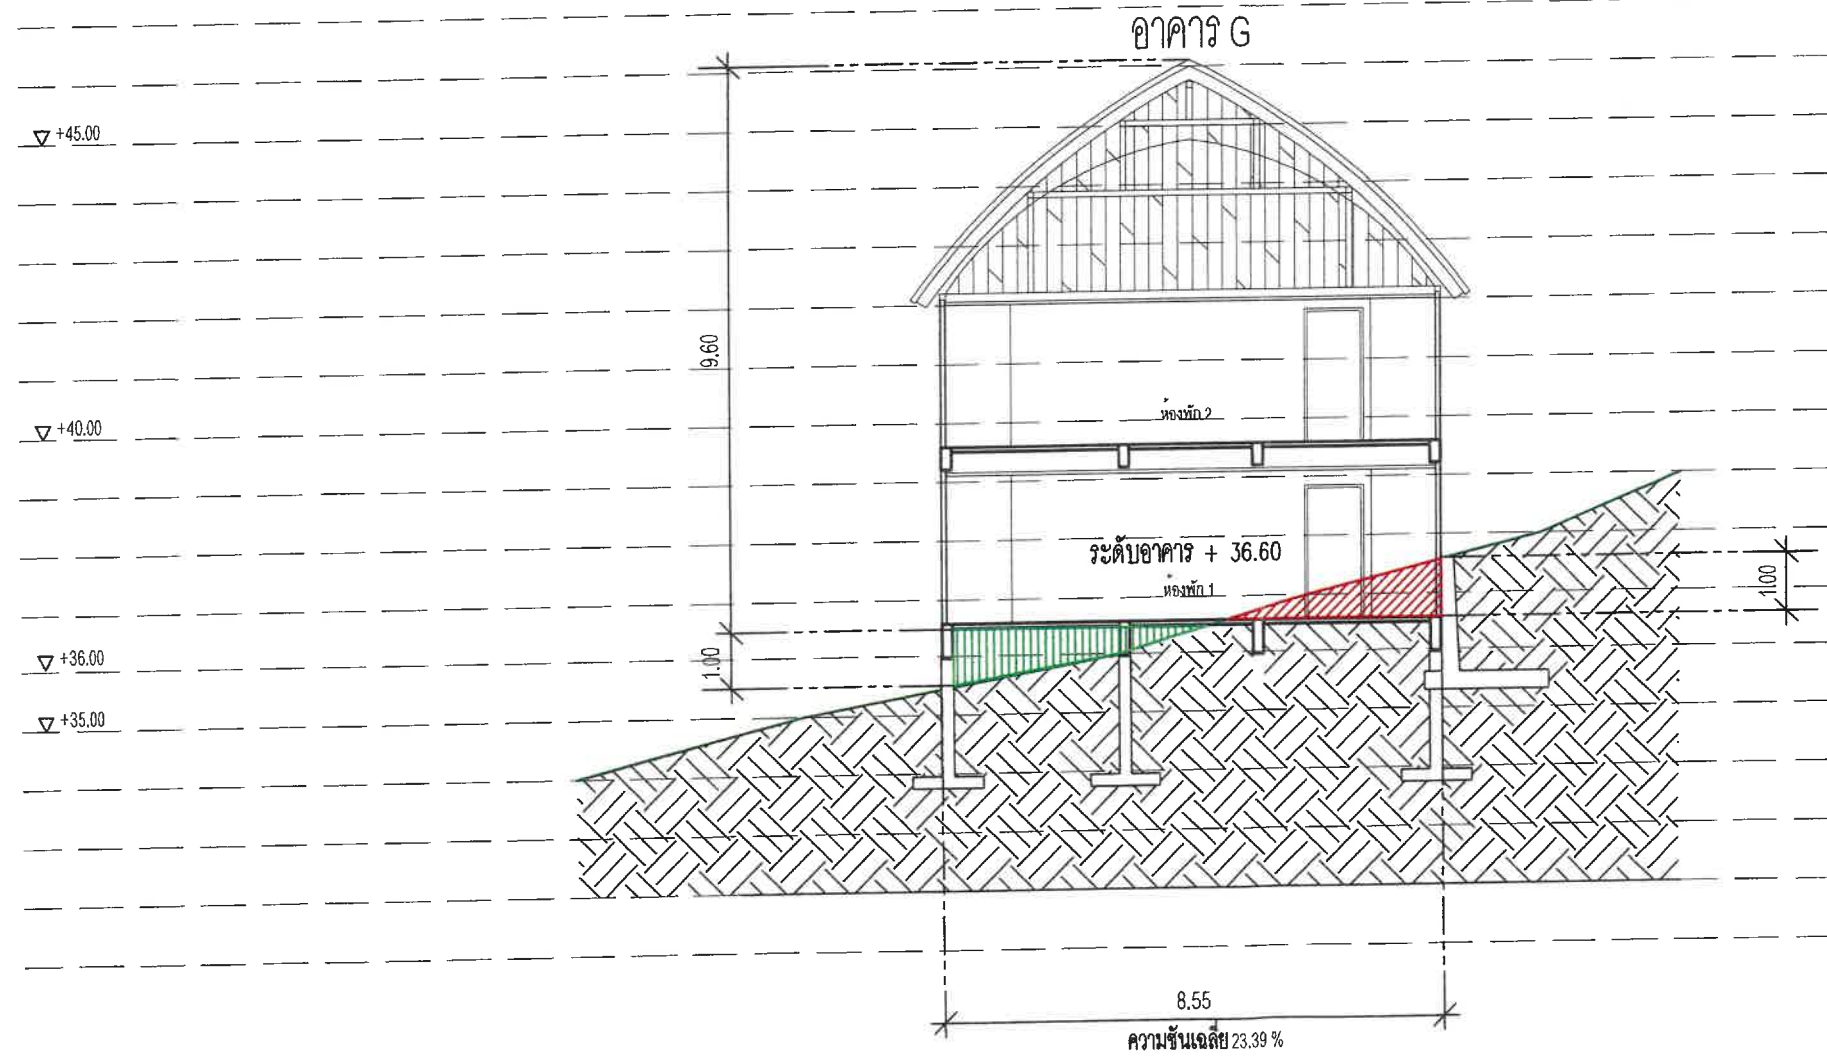 อาคาร G
+45.00
9.60
+40.00
ห้องพัก 2
ระดับอาคาร + 36.60
ห้องพัก 1
1.00
+36.00
1.00
+35.00
8.55
ความชันเฉลี่ย 23.39 %